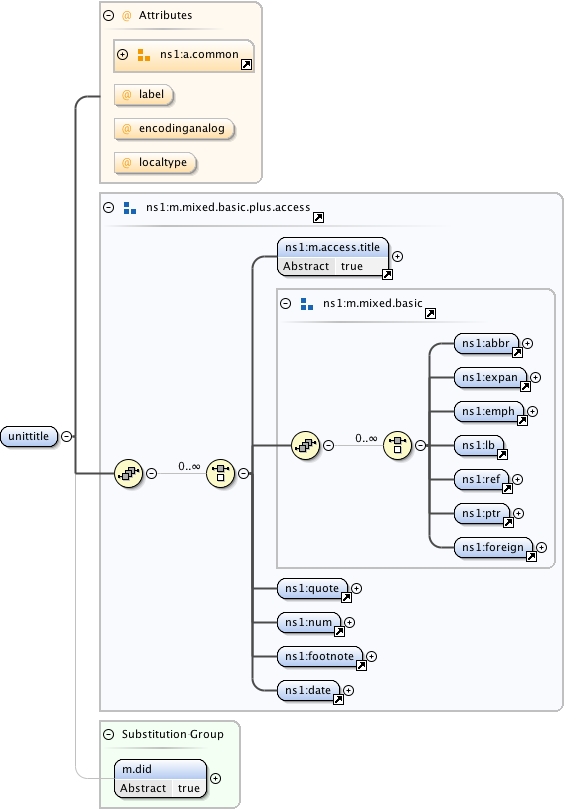 @ Attributes
ns1:a.common
@ label
@ encodinganalog
@ localtype
ns1:m.mixed.basic.plus.access
ns1:m.access.title
Abstract true
ns1:m.mixed.basic
ns1:abbr
ns1:expan
ns1:emph
unittitle
ns1:lb
0..∞
0..∞
ns1:ref
ns1:ptr
ns1:foreign
ns1:quote
ns1:num
ns1:footnote
ns1:date
Substitution Group
m.did
Abstract true